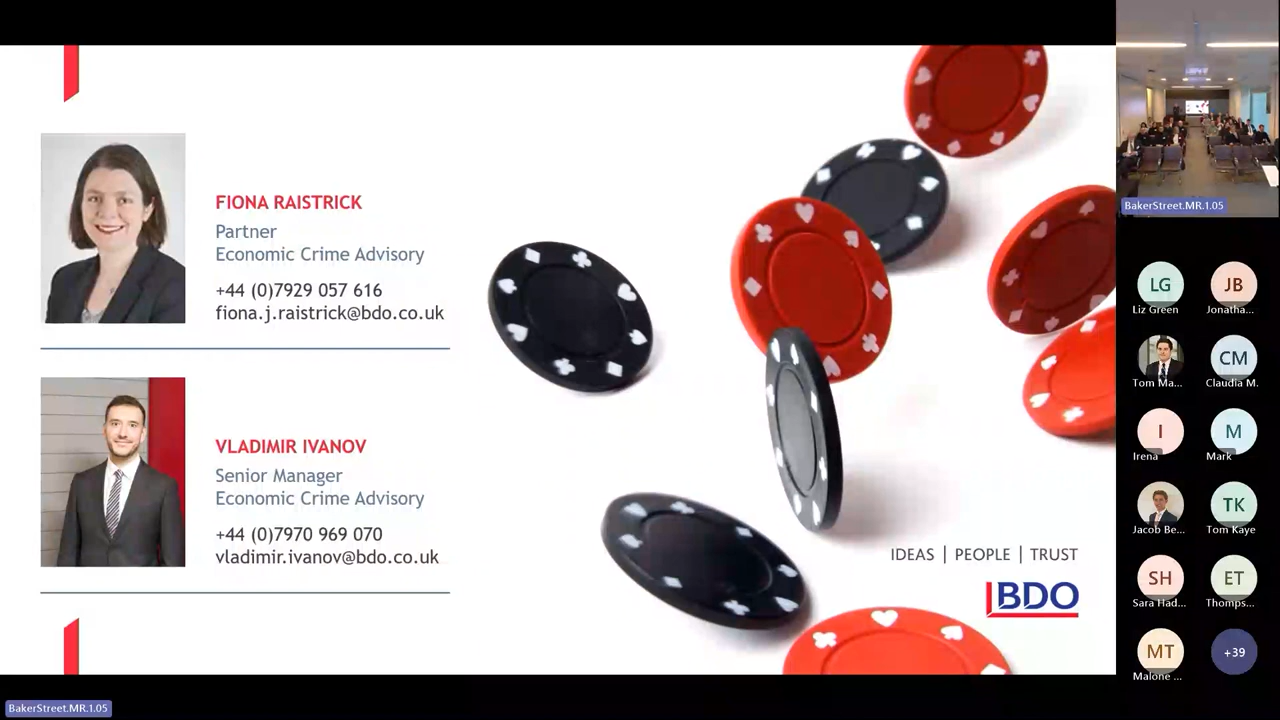 FIONA RAISTRICK
Partner
Economic Crime Advisory
+44 (0)7929 057 616
fiona.j.raistrick@bdo.co.uk
VLADIMIR IVANOV
Senior Manager
Economic Crime Advisory
+44 (0)7970 969 070
vladimir.ivanov@bdo.co.uk
IDEAS | PEOPLE | TRUST
BDO
BakerStreet.MR.1.05
BakerStreet.MR.1.05
LG
Liz Green
JB
Jonatha...
Tom Ma...
CM
Claudia M.
I
Irena
M
Mark
Jacob Be...
TK
Tom Kaye
SH
Sara Had...
ET
Thomps...
MT
Malone ...
+39